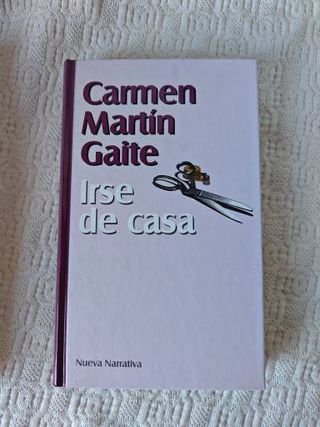 Carmen
Martín
Gaite
Irse
de casa
Nueva Narrativa